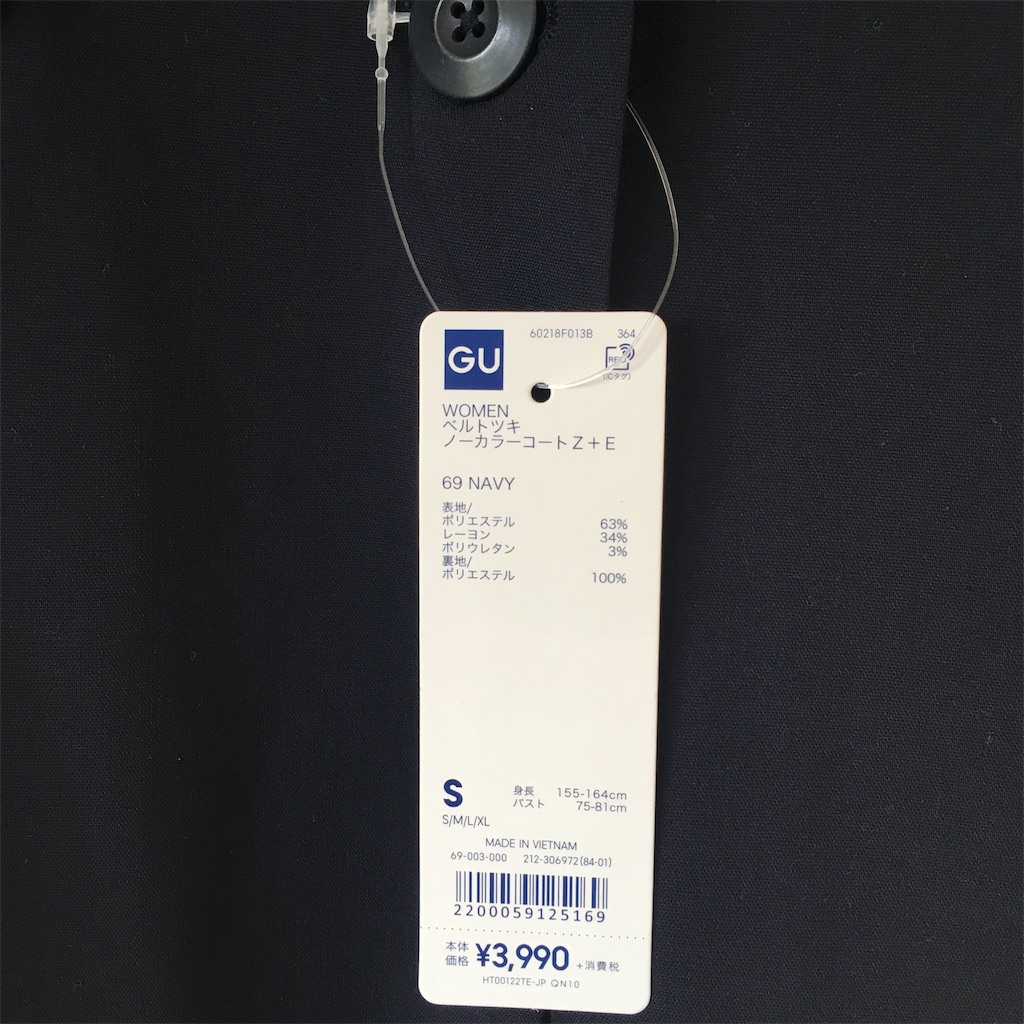 GU
60218F013B 364
RFID
(ICタグ)
WOMEN
ベルトツキ
ノーカラーコートZ+E
69 NAVY
表地/
ポリエステル 63%
レーヨン 34%
ポリウレタン 3%
裏地/
ポリエステル 100%
S 身長 155-164cm
バスト 75-81cm
S/M/L/XL
MADE IN VIETNAM
69-003-000 212-306972(84-01)
2200059125169
本体価格 ¥3,990 +消費税
HT00122TE-JP QN10